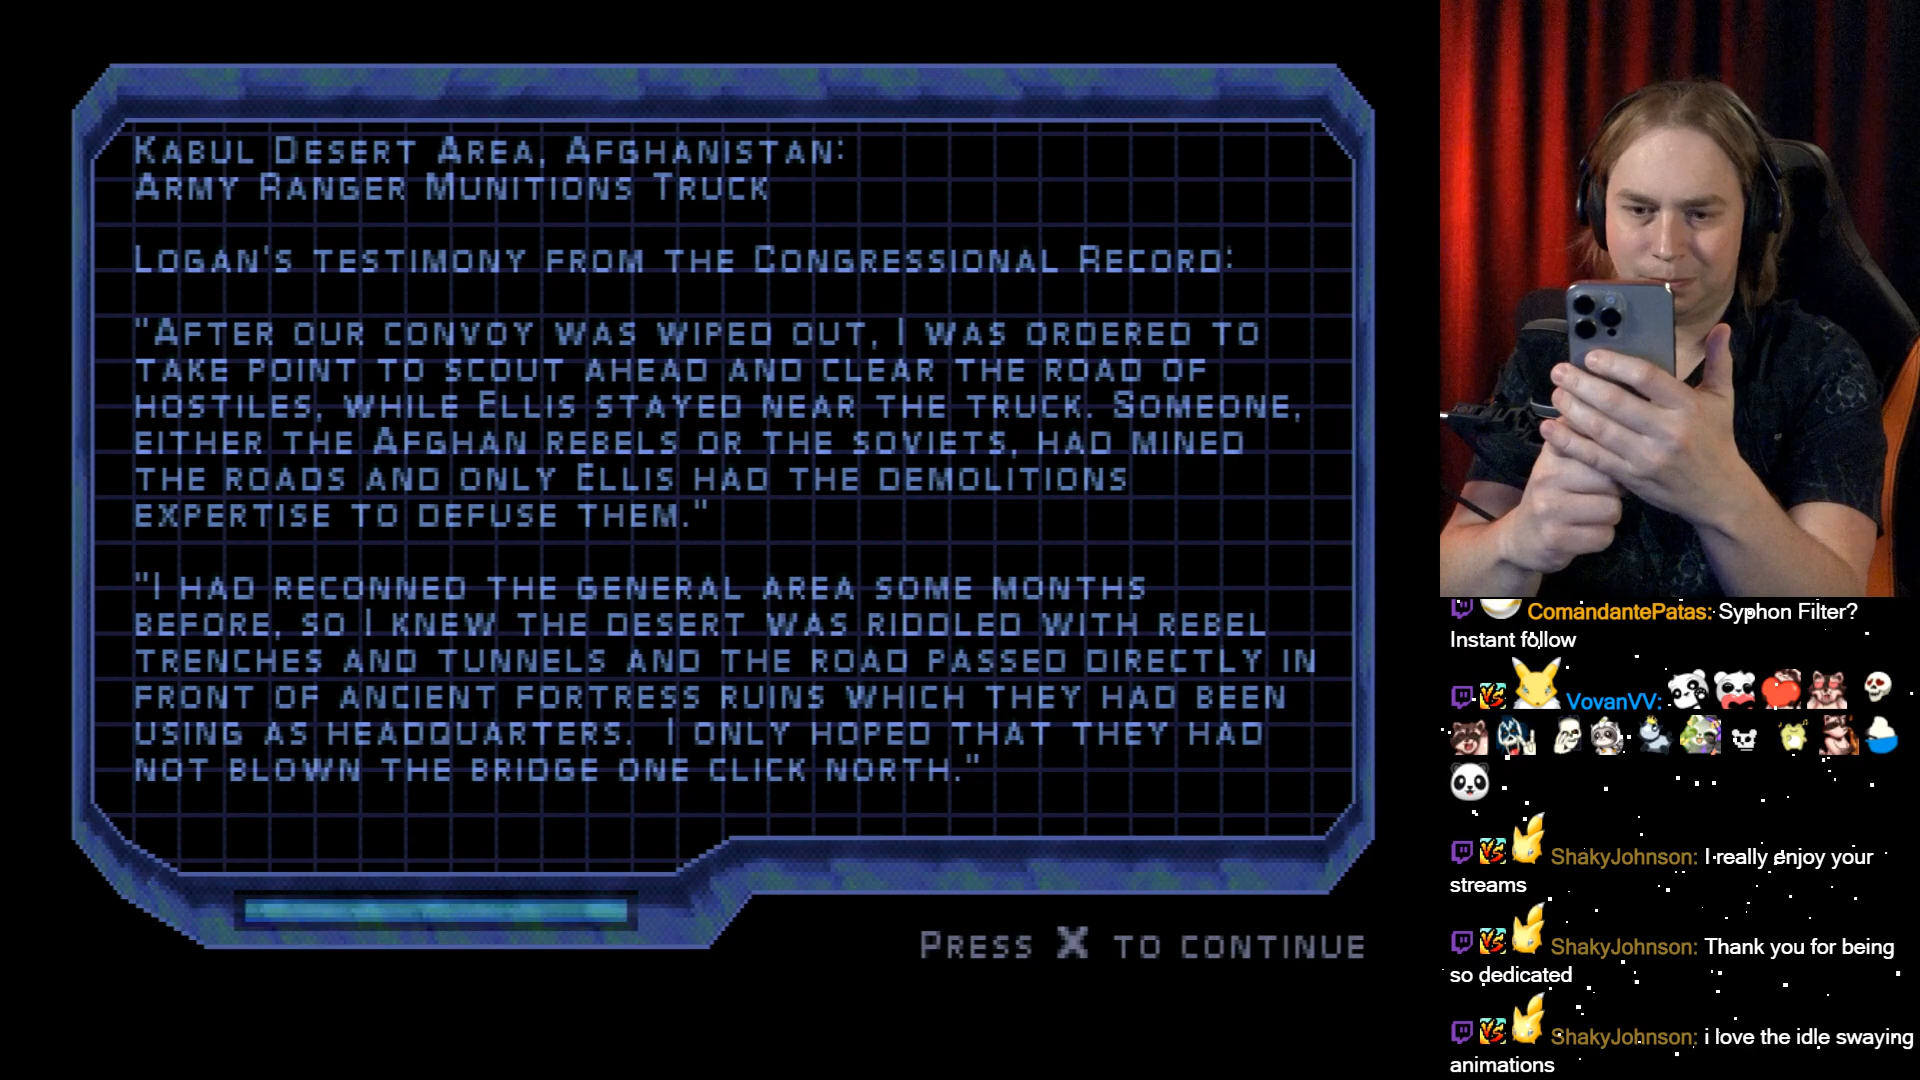 Kabul Desert Area, Afghanistan:
Army Ranger Munitions Truck
Logan's testimony from the Congressional Record:
"After our convoy was wiped out, I was ordered to
take point to scout ahead and clear the road of
hostiles, while Ellis stayed near the truck. Someone,
either the Afghan rebels or the soviets, had mined
the roads and only Ellis had the demolitions
expertise to defuse them."
"I had reconned the general area some months
before, so I knew the desert was riddled with rebel
trenches and tunnels and the road passed directly in
front of ancient fortress ruins which they had been
using as headquarters. I only hoped that they had
not blown the bridge one click north."
Press X to continue
ComandantePatas: Syphon Filter?
Instant follow
VovanVV:
ShakyJohnson: I really enjoy your
streams
ShakyJohnson: Thank you for being
so dedicated
ShakyJohnson: i love the idle swaying
animations